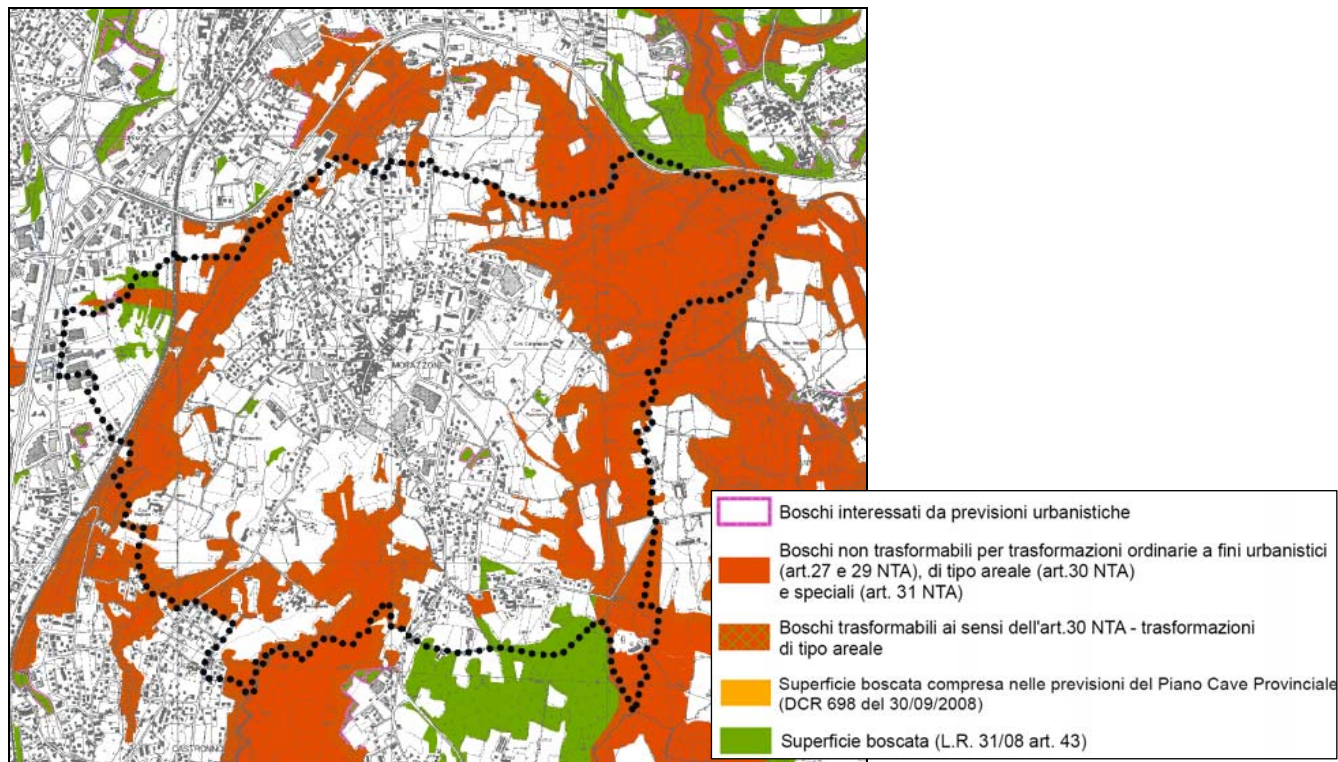 MORAZZONE
CASTRONNO
Boschi interessati da previsioni urbanistiche
Boschi non trasformabili per trasformazioni ordinarie a fini urbanistici
(art.27 e 29 NTA), di tipo areale (art.30 NTA)
e speciali (art. 31 NTA)
Boschi trasformabili ai sensi dell'art.30 NTA - trasformazioni
di tipo areale
Superficie boscata compresa nelle previsioni del Piano Cave Provinciale
(DCR 698 del 30/09/2008)
Superficie boscata (L.R. 31/08 art. 43)